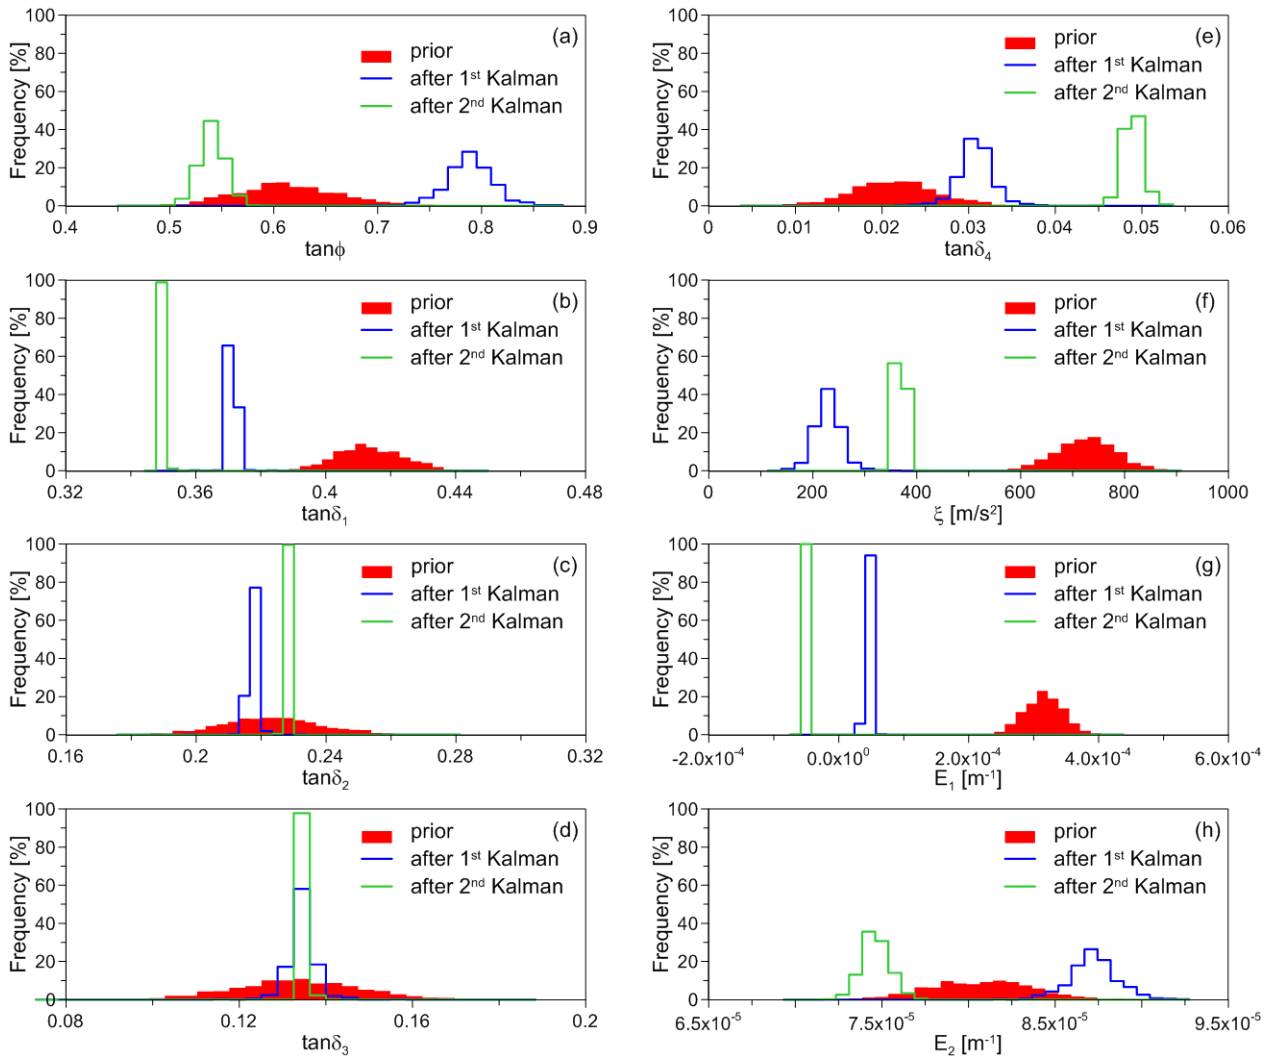 100
80
60
40
20
0
Frequency [%]
(a)
prior
after 1st Kalman
after 2nd Kalman
0.4 0.5 0.6 0.7 0.8 0.9
tanϕ
100
80
60
40
20
0
Frequency [%]
(e)
prior
after 1st Kalman
after 2nd Kalman
0 0.01 0.02 0.03 0.04 0.05 0.06
tanδ4
100
80
60
40
20
0
Frequency [%]
(b)
prior
after 1st Kalman
after 2nd Kalman
0.32 0.36 0.4 0.44 0.48
tanδ1
100
80
60
40
20
0
Frequency [%]
(f)
prior
after 1st Kalman
after 2nd Kalman
0 200 400 600 800 1000
ξ [m/s2]
100
80
60
40
20
0
Frequency [%]
(c)
prior
after 1st Kalman
after 2nd Kalman
0.16 0.2 0.24 0.28 0.32
tanδ2
100
80
60
40
20
0
Frequency [%]
(g)
prior
after 1st Kalman
after 2nd Kalman
-2.0x10-4 0.0x100 2.0x10-4 4.0x10-4 6.0x10-4
E1 [m-1]
100
80
60
40
20
0
Frequency [%]
(d)
prior
after 1st Kalman
after 2nd Kalman
0.08 0.12 0.16 0.2
tanδ3
100
80
60
40
20
0
Frequency [%]
(h)
prior
after 1st Kalman
after 2nd Kalman
6.5x10-5 7.5x10-5 8.5x10-5 9.5x10-5
E2 [m-1]